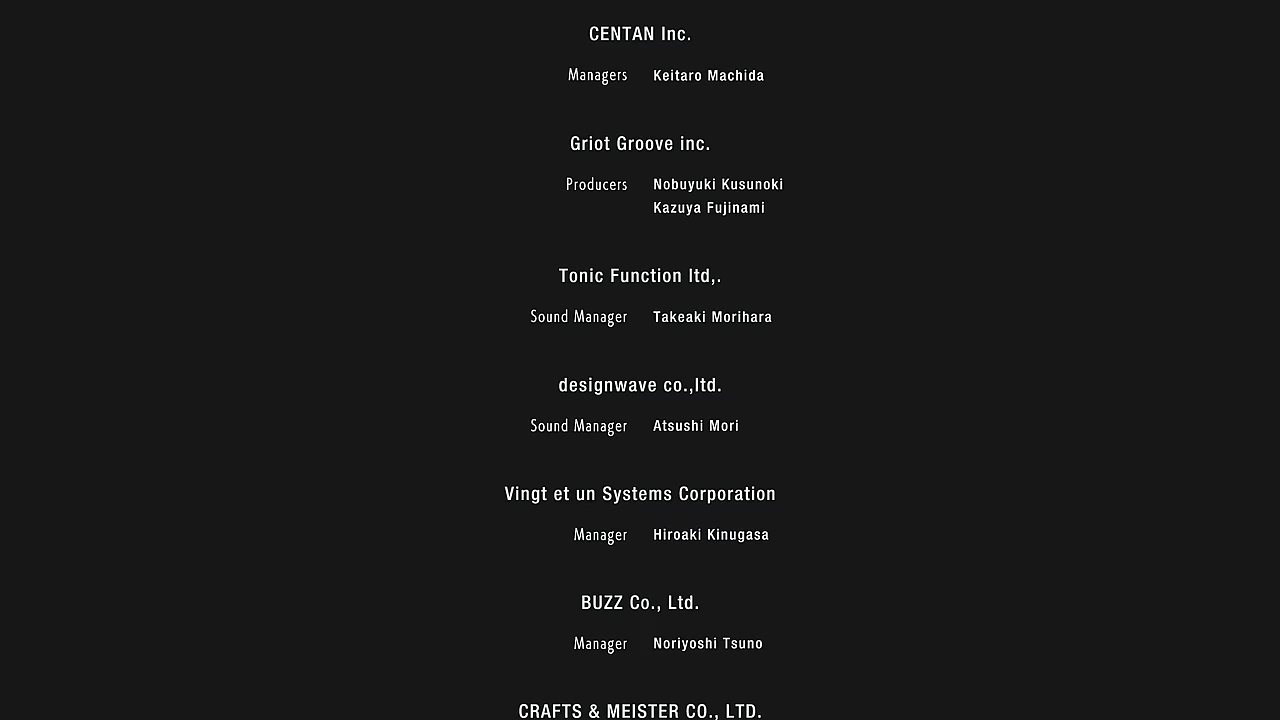 CENTAN Inc.
Managers Keitaro Machida
Griot Groove inc.
Producers Nobuyuki Kusunoki
Kazuya Fujinami
Tonic Function ltd,.
Sound Manager Takeaki Morihara
designwave co.,ltd.
Sound Manager Atsushi Mori
Vingt et un Systems Corporation
Manager Hiroaki Kinugasa
BUZZ Co., Ltd.
Manager Noriyoshi Tsuno
CRAFTS & MEISTER CO., LTD.